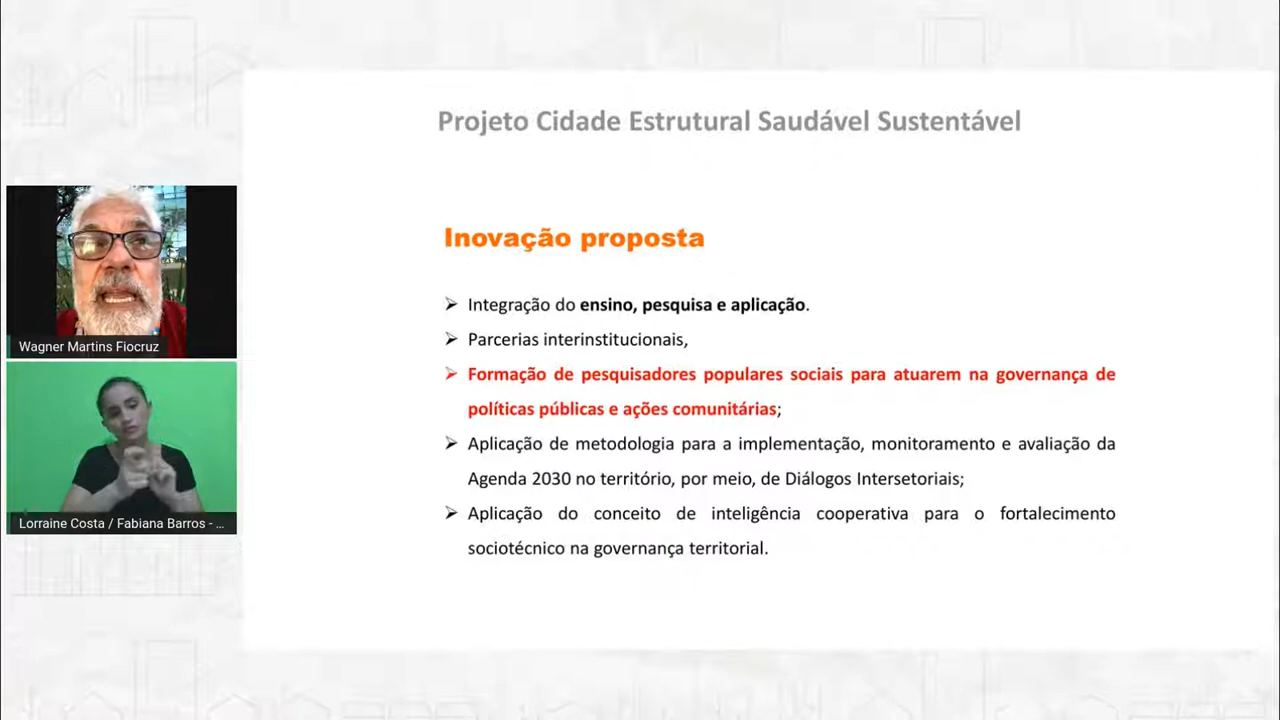 Projeto Cidade Estrutural Saudável Sustentável
Inovação proposta
Integração do ensino, pesquisa e aplicação.
Parcerias interinstitucionais,
Formação de pesquisadores populares sociais para atuarem na governança de
políticas públicas e ações comunitárias;
Aplicação de metodologia para a implementação, monitoramento e avaliação da
Agenda 2030 no território, por meio, de Diálogos Intersetoriais;
Aplicação do conceito de inteligência cooperativa para o fortalecimento
sociotécnico na governança territorial.
Wagner Martins Fiocruz
Lorraine Costa / Fabiana Barros - ...